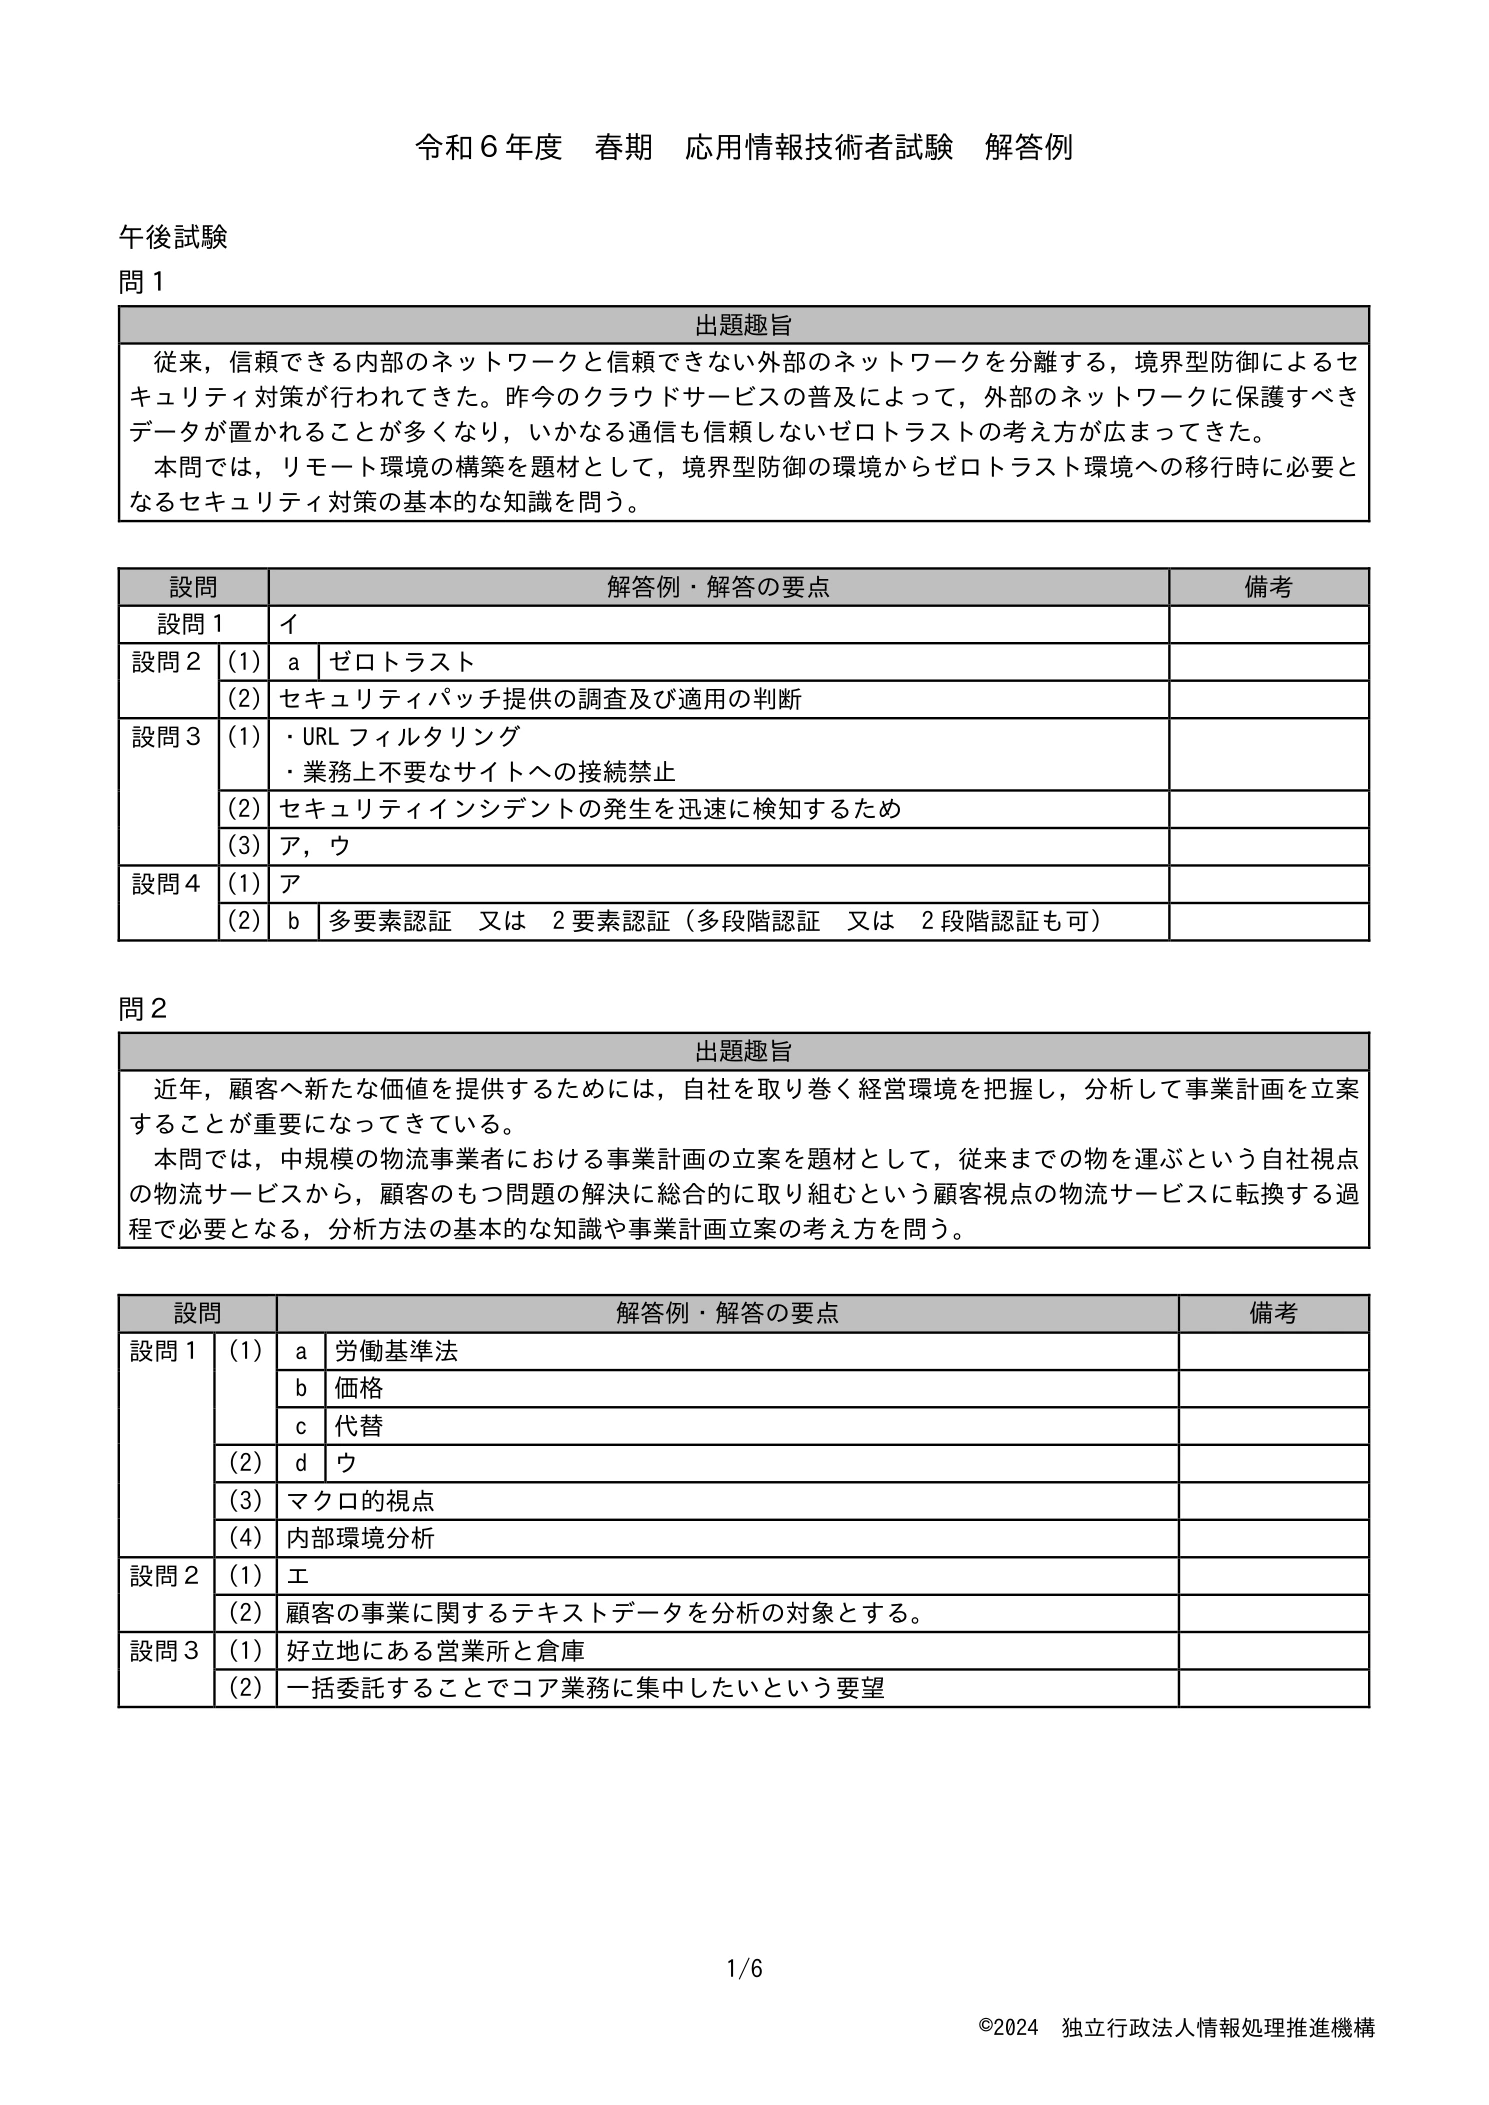 令和６年度　春期　応用情報技術者試験　解答例
午後試験
問１
出題趣旨
　従来，信頼できる内部のネットワークと信頼できない外部のネットワークを分離する，境界型防御によるセ
キュリティ対策が行われてきた。昨今のクラウドサービスの普及によって，外部のネットワークに保護すべき
データが置かれることが多くなり，いかなる通信も信頼しないゼロトラストの考え方が広まってきた。
　本問では，リモート環境の構築を題材として，境界型防御の環境からゼロトラスト環境への移行時に必要と
なるセキュリティ対策の基本的な知識を問う。
設問　解答例・解答の要点　備考
設問１　イ
設問２　(1)　a　ゼロトラスト
(2)　セキュリティパッチ提供の調査及び適用の判断
設問３　(1)　・URL フィルタリング
・業務上不要なサイトへの接続禁止
(2)　セキュリティインシデントの発生を迅速に検知するため
(3)　ア，ウ
設問４　(1)　ア
(2)　b　多要素認証　又は　2 要素認証（多段階認証　又は　2 段階認証も可）
問２
出題趣旨
　近年，顧客へ新たな価値を提供するためには，自社を取り巻く経営環境を把握し，分析して事業計画を立案
することが重要になってきている。
　本問では，中規模の物流事業者における事業計画の立案を題材として，従来までの物を運ぶという自社視点
の物流サービスから，顧客のもつ問題の解決に総合的に取り組むという顧客視点の物流サービスに転換する過
程で必要となる，分析方法の基本的な知識や事業計画立案の考え方を問う。
設問　解答例・解答の要点　備考
設問１　(1)　a　労働基準法
b　価格
c　代替
(2)　d　ウ
(3)　マクロ的視点
(4)　内部環境分析
設問２　(1)　エ
(2)　顧客の事業に関するテキストデータを分析の対象とする。
設問３　(1)　好立地にある営業所と倉庫
(2)　一括委託することでコア業務に集中したいという要望
1/6
©2024　独立行政法人情報処理推進機構